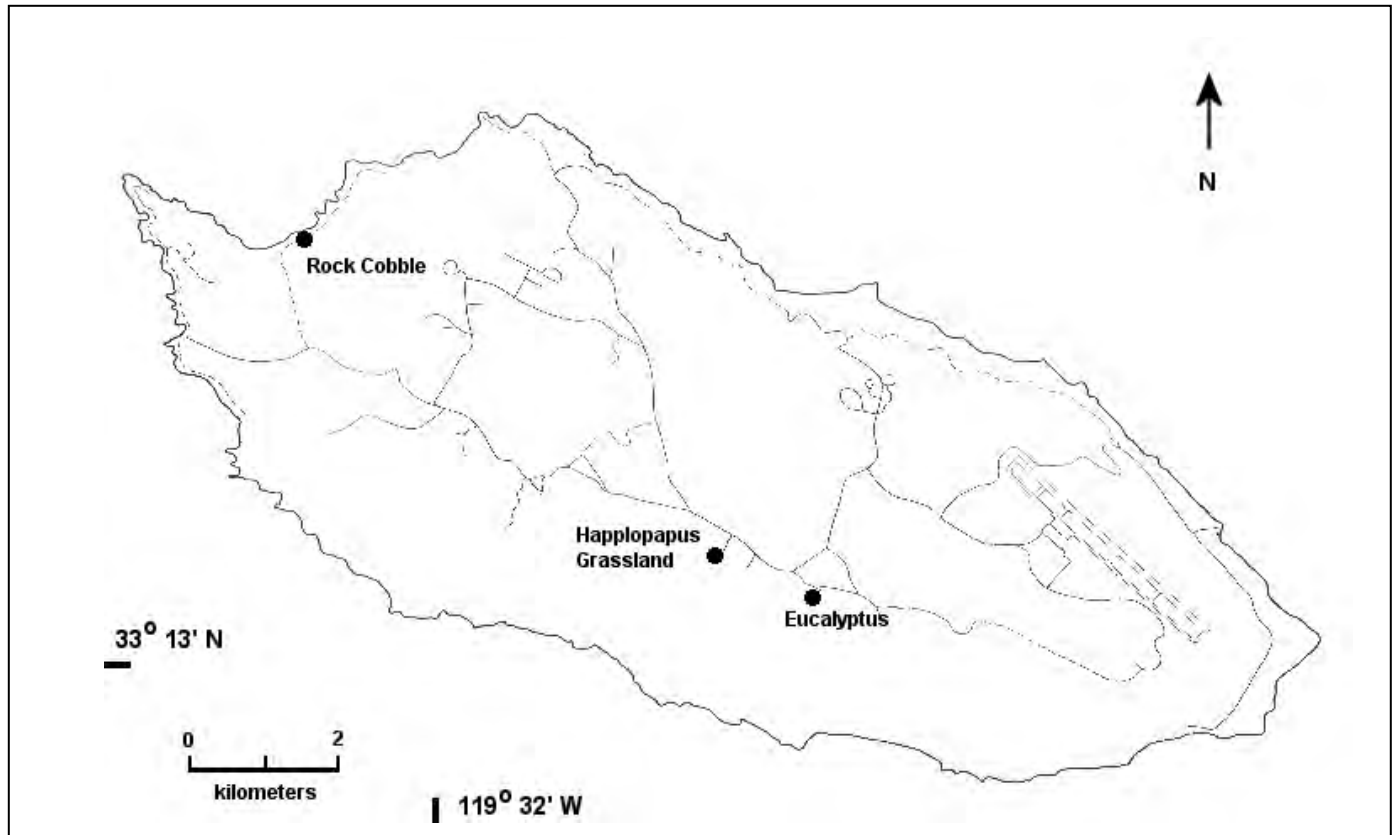 N
Rock Cobble
Happlopapus
Grassland
Eucalyptus
33° 13' N
0 2
kilometers
119° 32' W